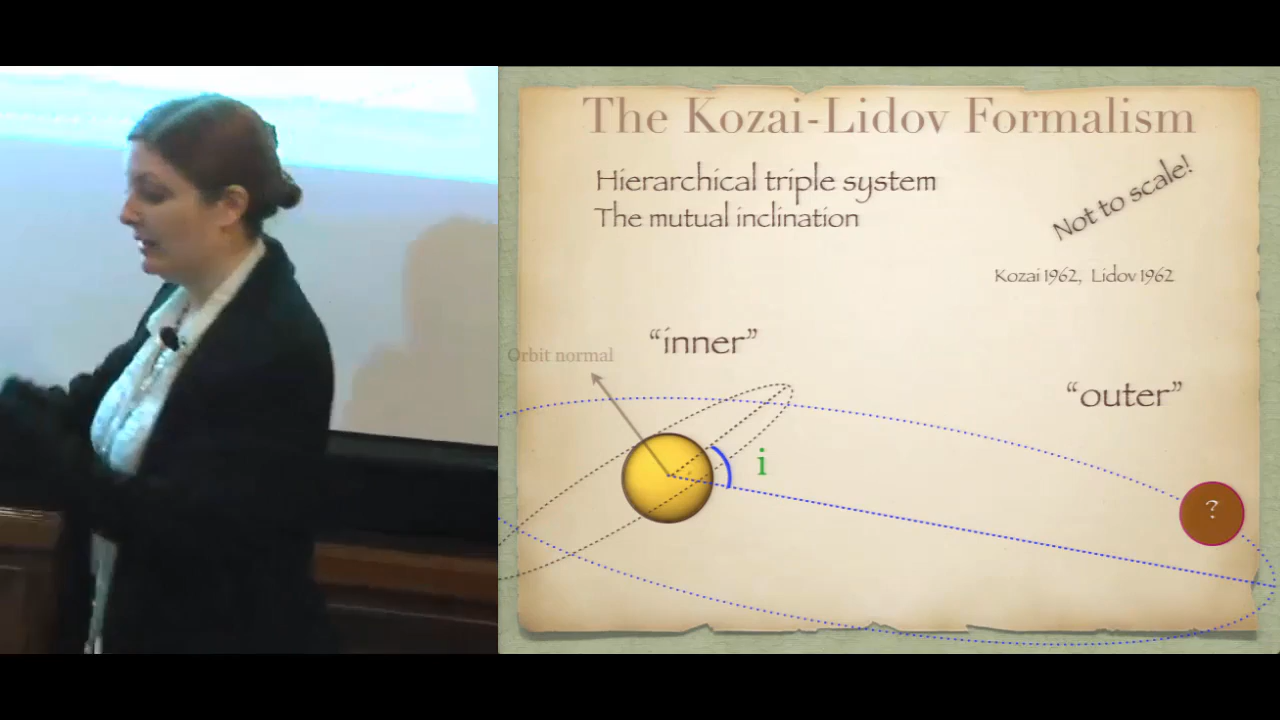 The Kozai-Lidov Formalism
Hierarchical triple system
The mutual inclination
Not to scale!
Kozai 1962, Lidov 1962
“inner”
Orbit normal
“outer”
i
?